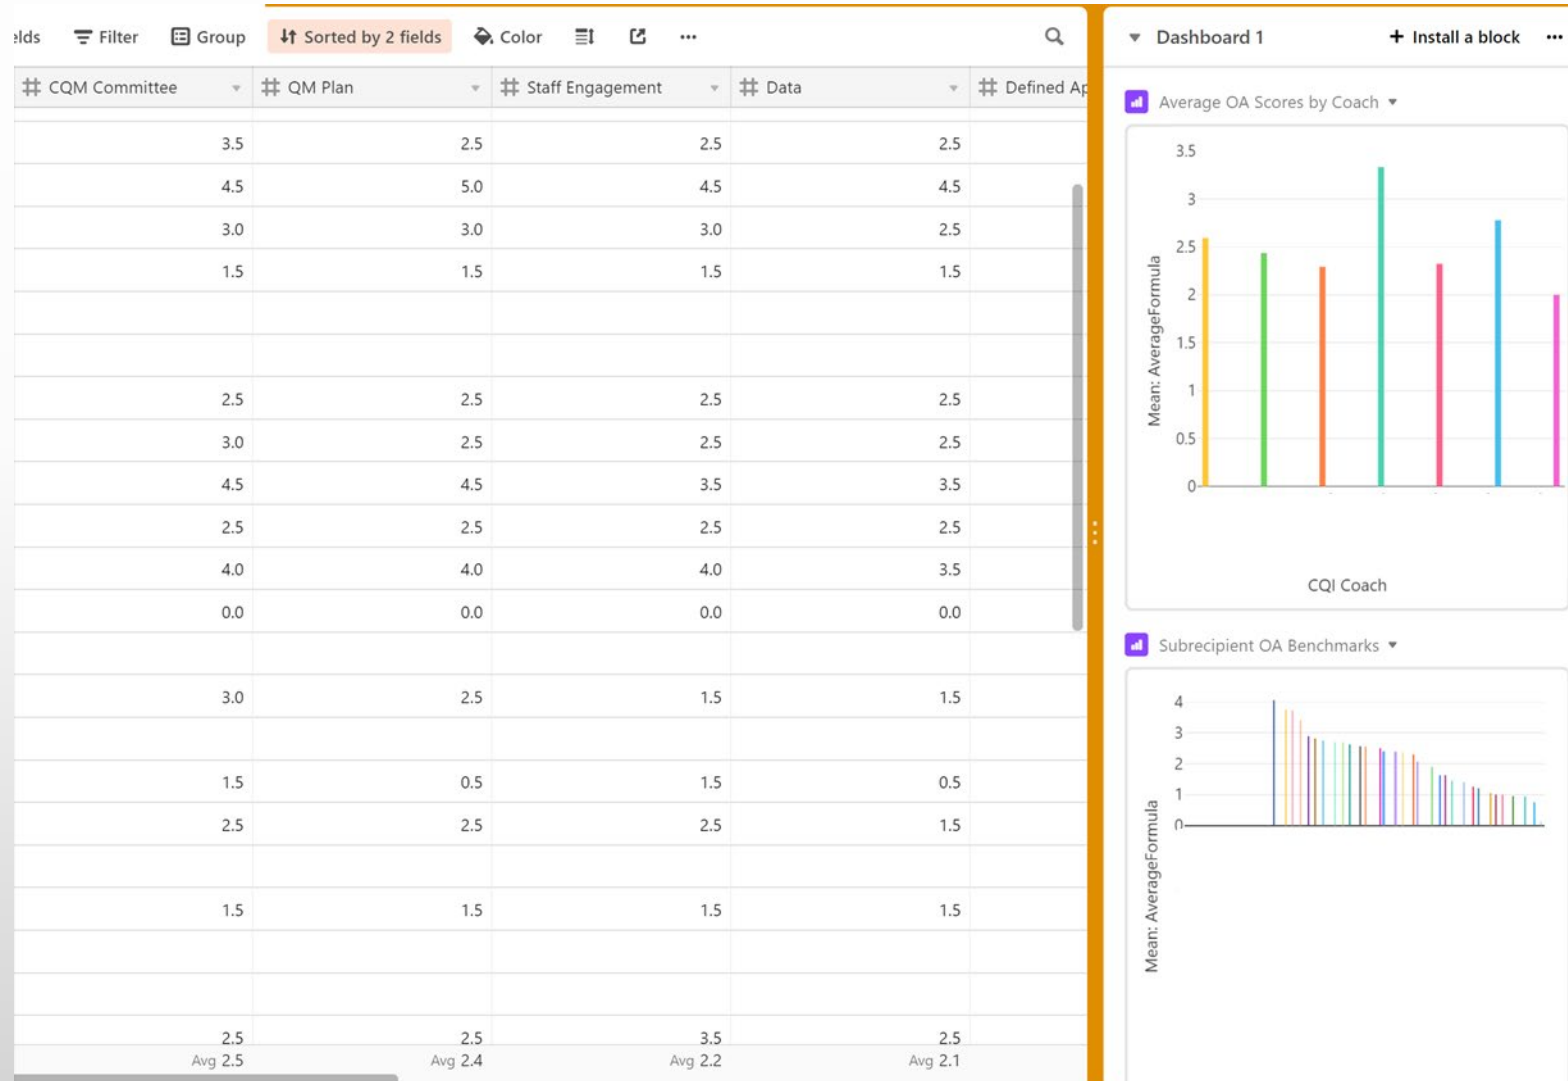 elds Filter Group Sorted by 2 fields Color
CQM Committee QM Plan Staff Engagement Data Defined Ap
3.5 2.5 2.5 2.5
4.5 5.0 4.5 4.5
3.0 3.0 3.0 2.5
1.5 1.5 1.5 1.5
2.5 2.5 2.5 2.5
3.0 2.5 2.5 2.5
4.5 4.5 3.5 3.5
2.5 2.5 2.5 2.5
4.0 4.0 4.0 3.5
0.0 0.0 0.0 0.0
3.0 2.5 1.5 1.5
1.5 0.5 1.5 0.5
2.5 2.5 2.5 1.5
1.5 1.5 1.5 1.5
2.5 2.5 3.5 2.5
Avg 2.5 Avg 2.4 Avg 2.2 Avg 2.1
Dashboard 1 + Install a block
Average OA Scores by Coach
Mean: AverageFormula
3.5
3
2.5
2
1.5
1
0.5
0
CQI Coach
Subrecipient OA Benchmarks
Mean: AverageFormula
4
3
2
1
0